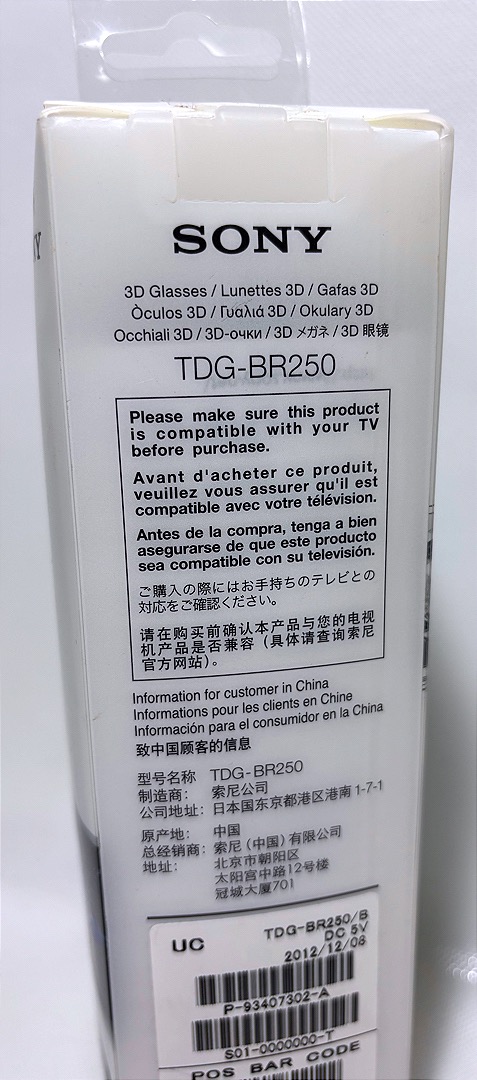 SONY
3D Glasses / Lunettes 3D / Gafas 3D
Òculos 3D / Γυαλιά 3D / Okulary 3D
Occhiali 3D / 3D-очки / 3D メガネ / 3D 眼镜
TDG-BR250
Please make sure this product
is compatible with your TV
before purchase.
Avant d'acheter ce produit,
veuillez vous assurer qu'il est
compatible avec votre télévision.
Antes de la compra, tenga a bien
asegurarse de que este producto
sea compatible con su televisión.
ご購入の際にはお手持ちのテレビとの
対応をご確認ください。
请在购买前确认本产品与您的电视
机产品是否兼容（具体请查询索尼
官方网站）。
Information for customer in China
Informations pour les clients en Chine
Información para el consumidor en la China
致中国顾客的信息
型号名称 TDG-BR250
制造商： 索尼公司
公司地址： 日本国东京都港区港南1-7-1
原产地： 中国
总经销商： 索尼（中国）有限公司
地址： 北京市朝阳区
太阳宫中路12号楼
冠城大厦701
UC
TDG-BR250/B
DC 5V
2012/12/08
P-93407302-A
S01-0000000-T
POS BAR CODE